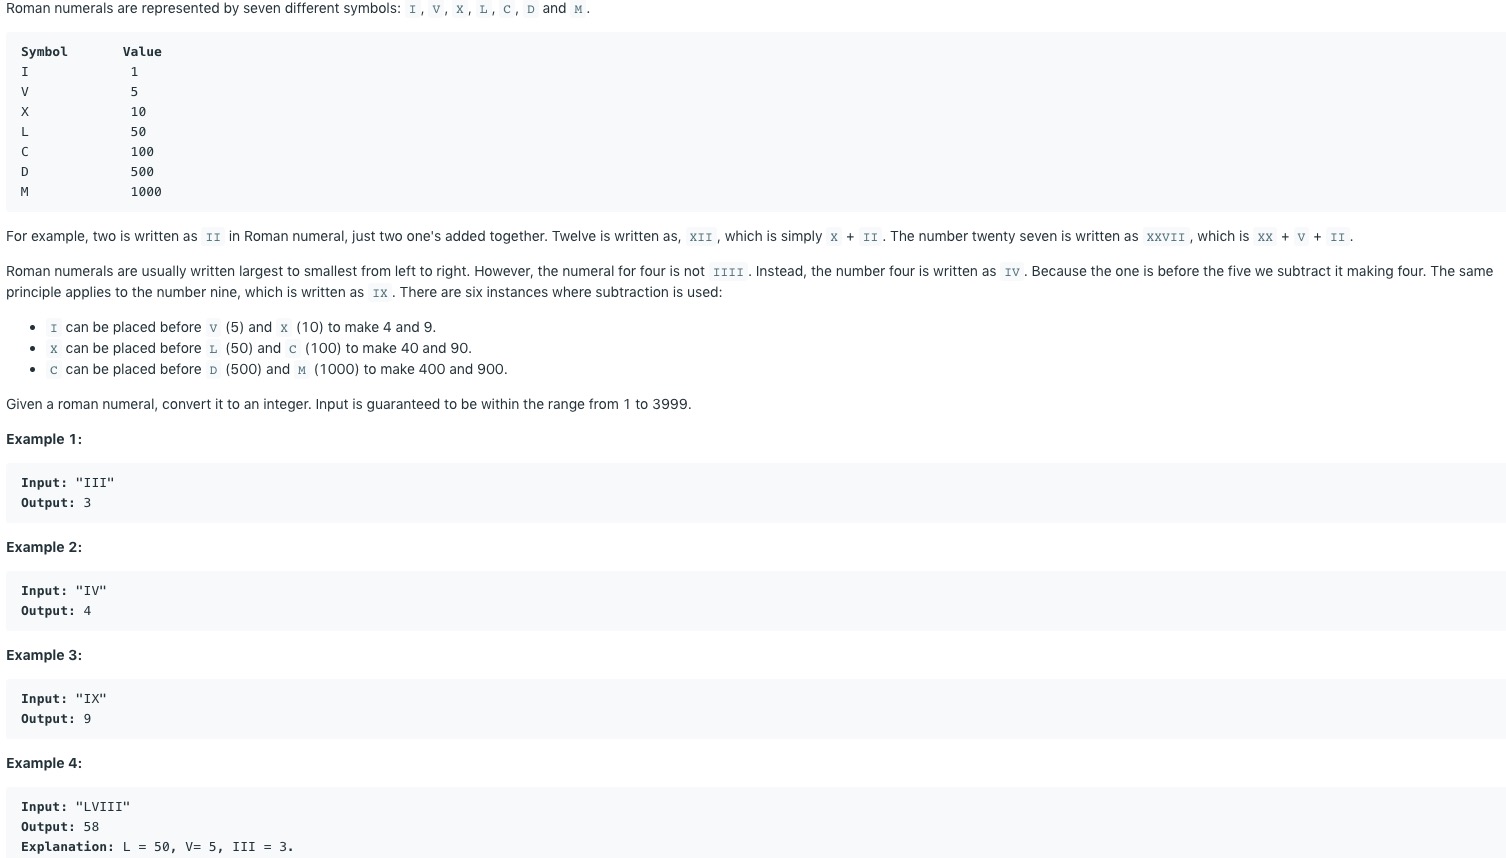 Roman numerals are represented by seven different symbols: I, V, X, L, C, D and M.
Symbol Value
I 1
V 5
X 10
L 50
C 100
D 500
M 1000
For example, two is written as II in Roman numeral, just two one's added together. Twelve is written as, XII, which is simply X + II. The number twenty seven is written as XXVII, which is XX + V + II.
Roman numerals are usually written largest to smallest from left to right. However, the numeral for four is not IIII. Instead, the number four is written as IV. Because the one is before the five we subtract it making four. The same
principle applies to the number nine, which is written as IX. There are six instances where subtraction is used:
• I can be placed before V (5) and X (10) to make 4 and 9.
• X can be placed before L (50) and C (100) to make 40 and 90.
• C can be placed before D (500) and M (1000) to make 400 and 900.
Given a roman numeral, convert it to an integer. Input is guaranteed to be within the range from 1 to 3999.
Example 1:
Input: "III"
Output: 3
Example 2:
Input: "IV"
Output: 4
Example 3:
Input: "IX"
Output: 9
Example 4:
Input: "LVIII"
Output: 58
Explanation: L = 50, V= 5, III = 3.